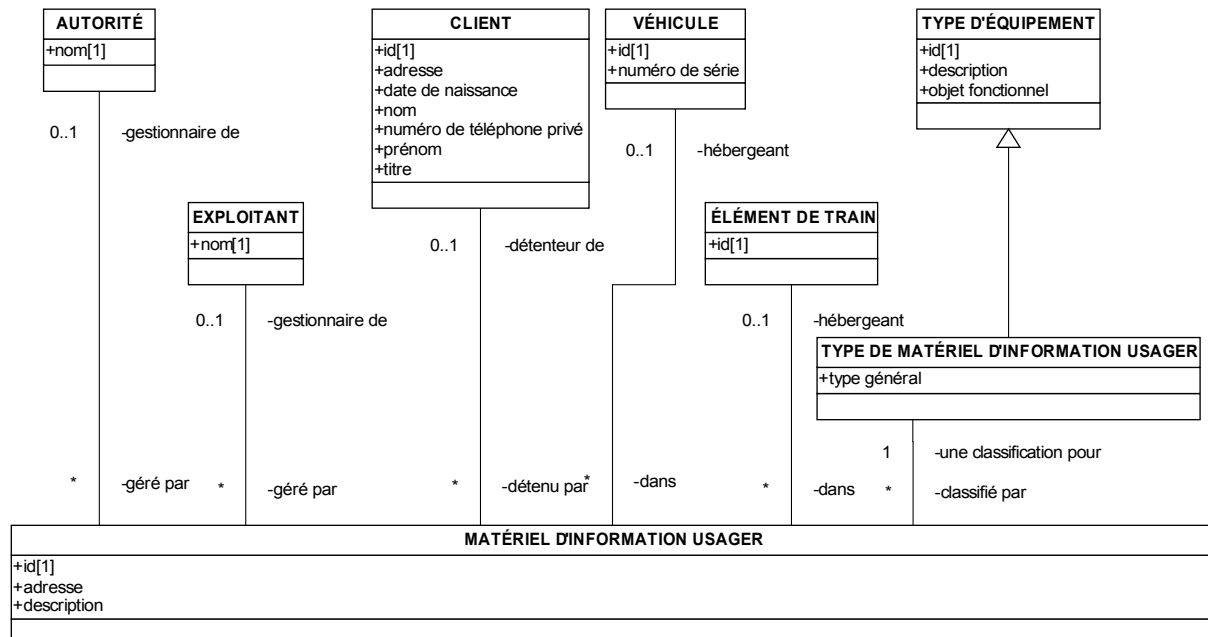 AUTORITÉ
+nom[1]
CLIENT
+id[1]
+adresse
+date de naissance
+nom
+numéro de téléphone privé
+prénom
+titre
VÉHICULE
+id[1]
+numéro de série
TYPE D'ÉQUIPEMENT
+id[1]
+description
+objet fonctionnel
0..1 -gestionnaire de
0..1 -hébergeant
EXPLOITANT
+nom[1]
0..1 -détenteur de
ÉLÉMENT DE TRAIN
+id[1]
0..1 -gestionnaire de
0..1 -hébergeant
TYPE DE MATÉRIEL D'INFORMATION USAGER
+type général
1 -une classification pour
* -géré par
* -géré par
* -détenu par
* -dans
* -dans
* -classifié par
MATÉRIEL D'INFORMATION USAGER
+id[1]
+adresse
+description